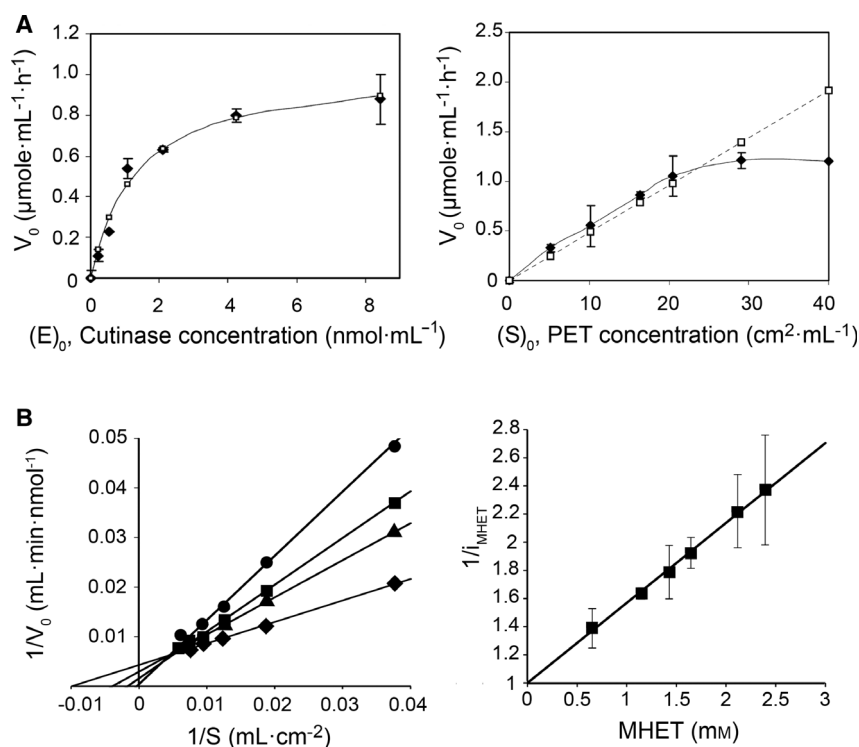 A
V₀ (µmole·mL⁻¹·h⁻¹)
1.2
1.0
0.8
0.6
0.4
0.2
0
0 2 4 6 8
(E)₀, Cutinase concentration (nmol·mL⁻¹)
V₀ (µmole·mL⁻¹·h⁻¹)
2.5
2.0
1.5
1.0
0.5
0
0 10 20 30 40
(S)₀, PET concentration (cm²·mL⁻¹)
B
1/V₀ (mL·min·nmol⁻¹)
0.05
0.04
0.03
0.02
0.01
-0.01 0 0.01 0.02 0.03 0.04
1/S (mL·cm⁻²)
1/i_MHET
2.8
2.6
2.4
2.2
2.0
1.8
1.6
1.4
1.2
1
0 0.5 1 1.5 2 2.5 3
MHET (mM)